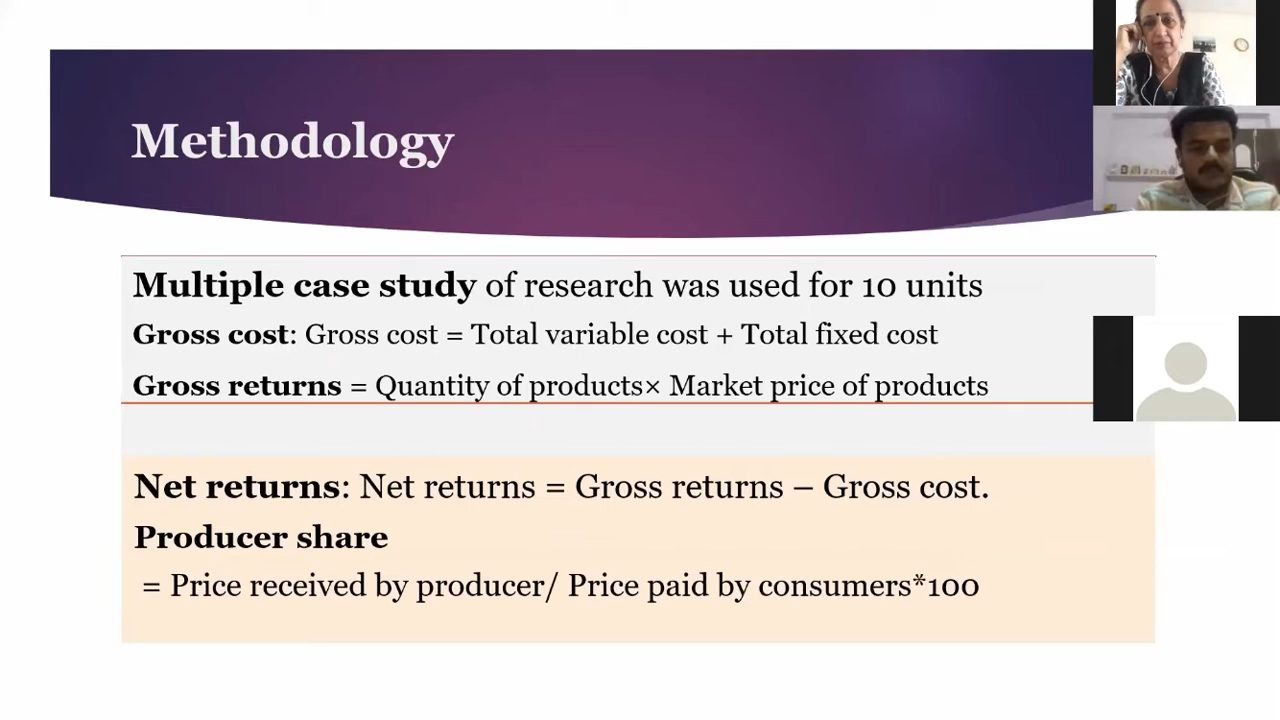 Methodology
Multiple case study of research was used for 10 units
Gross cost: Gross cost = Total variable cost + Total fixed cost
Gross returns = Quantity of products× Market price of products
Net returns: Net returns = Gross returns – Gross cost.
Producer share
= Price received by producer/ Price paid by consumers*100